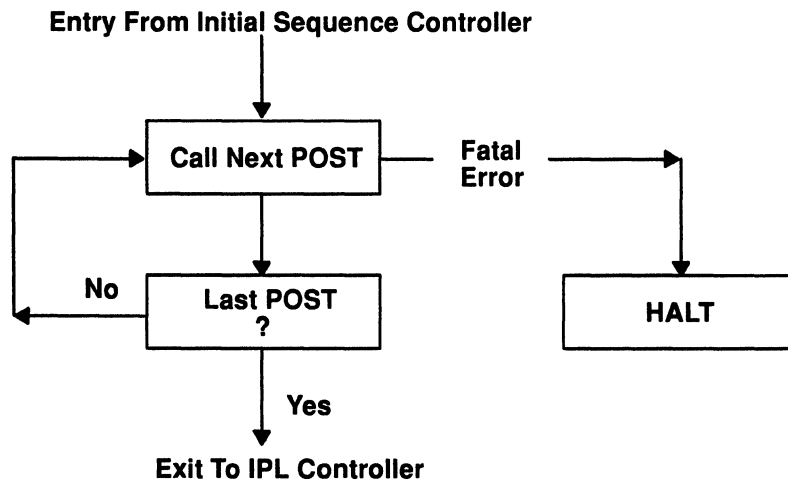 Entry From Initial Sequence Controller
Call Next POST
Fatal
Error
No
Last POST
?
HALT
Yes
Exit To IPL Controller